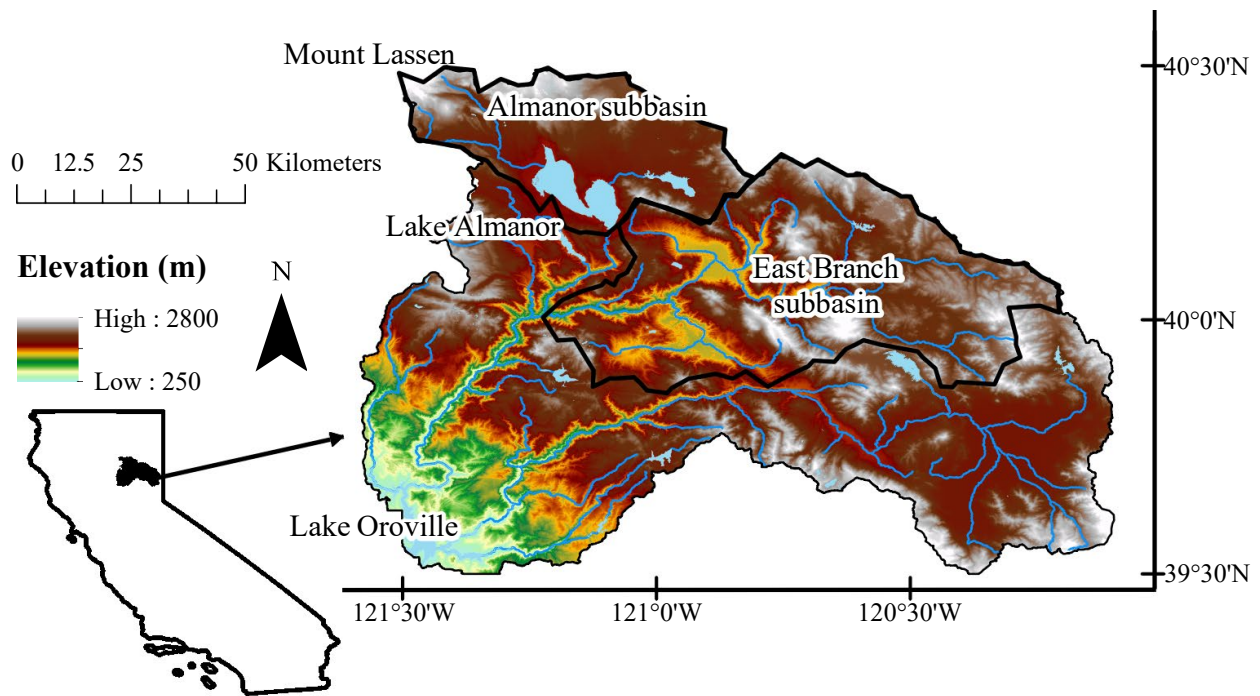 Mount Lassen
Almanor subbasin
40°30'N
0 12.5 25 50 Kilometers
Lake Almanor
Elevation (m)
N
East Branch
subbasin
High : 2800
40°0'N
Low : 250
Lake Oroville
39°30'N
121°30'W 121°0'W 120°30'W